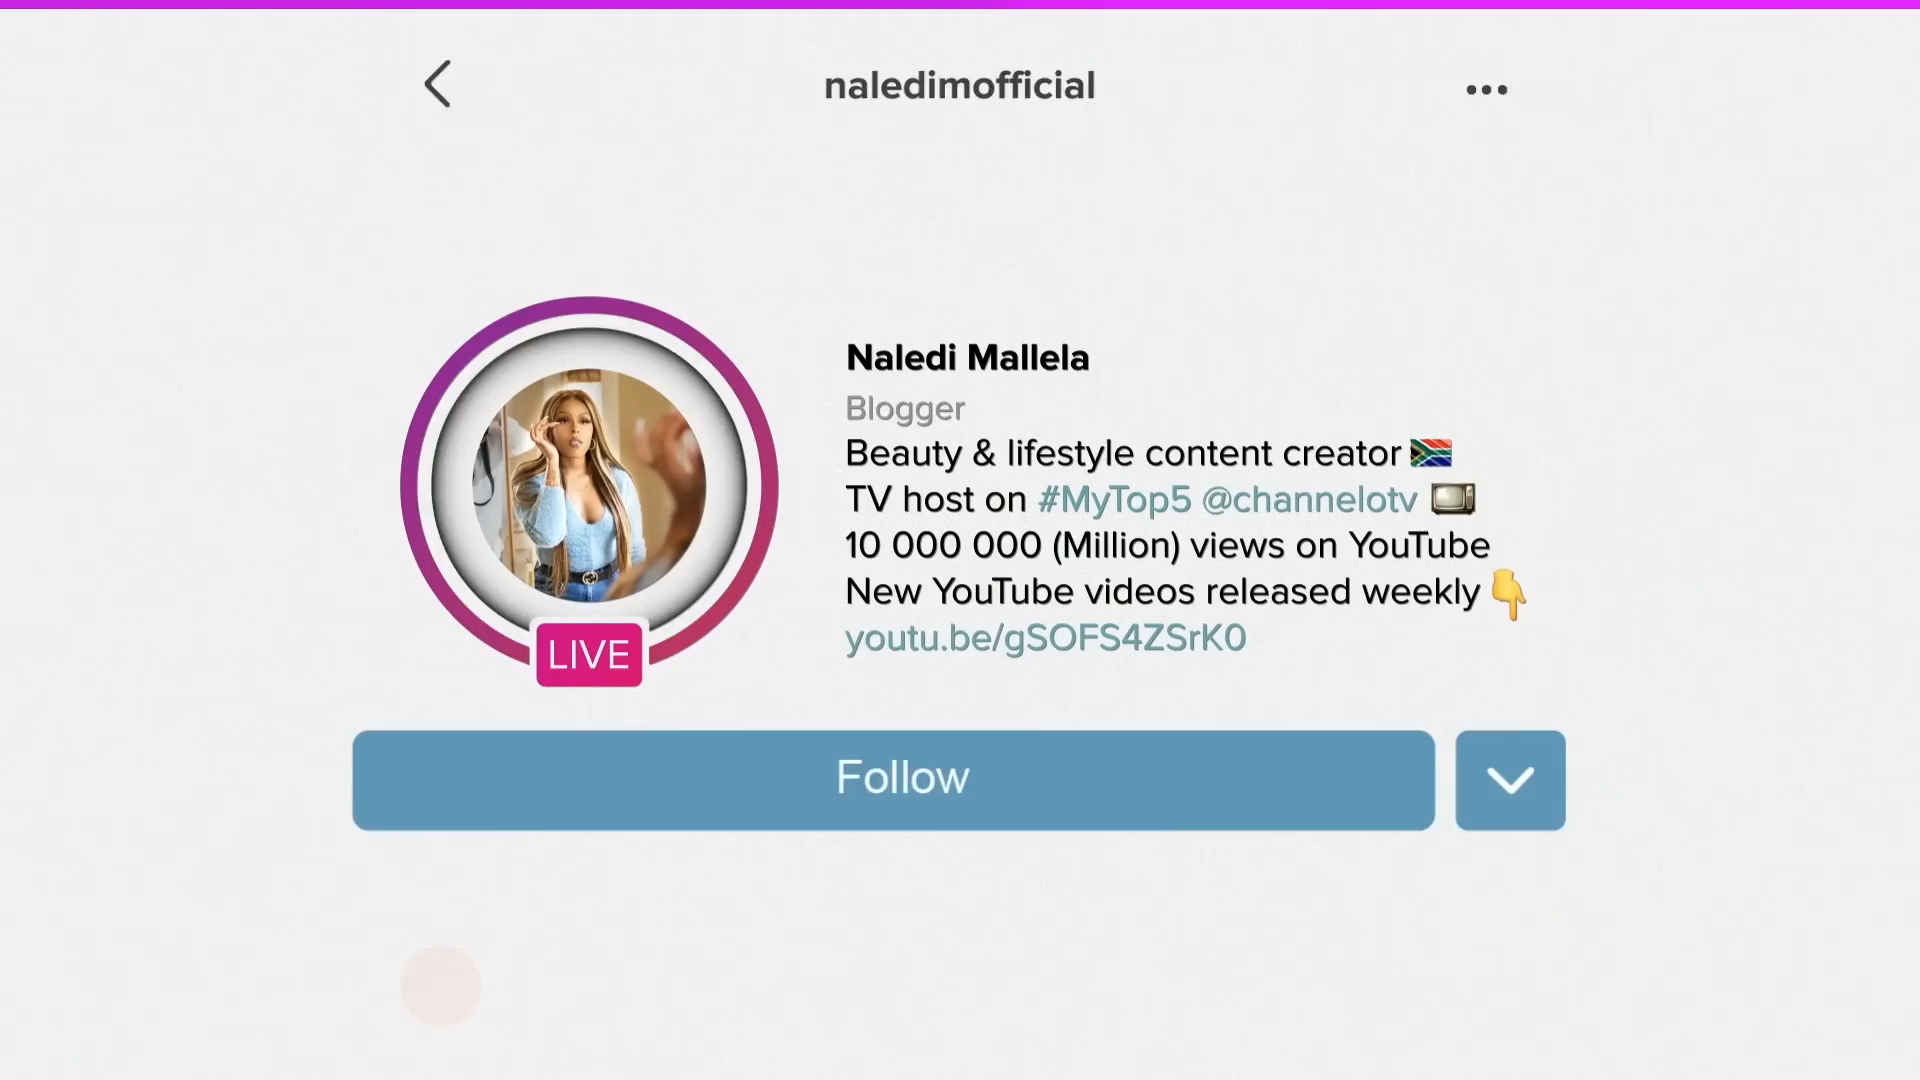 naledimofficial
Naledi Mallela
Blogger
Beauty & lifestyle content creator 🇿🇦
TV host on #MyTop5 @channelotv 📺
10 000 000 (Million) views on YouTube
New YouTube videos released weekly 👇
youtu.be/gSOFS4ZSrK0
LIVE
Follow